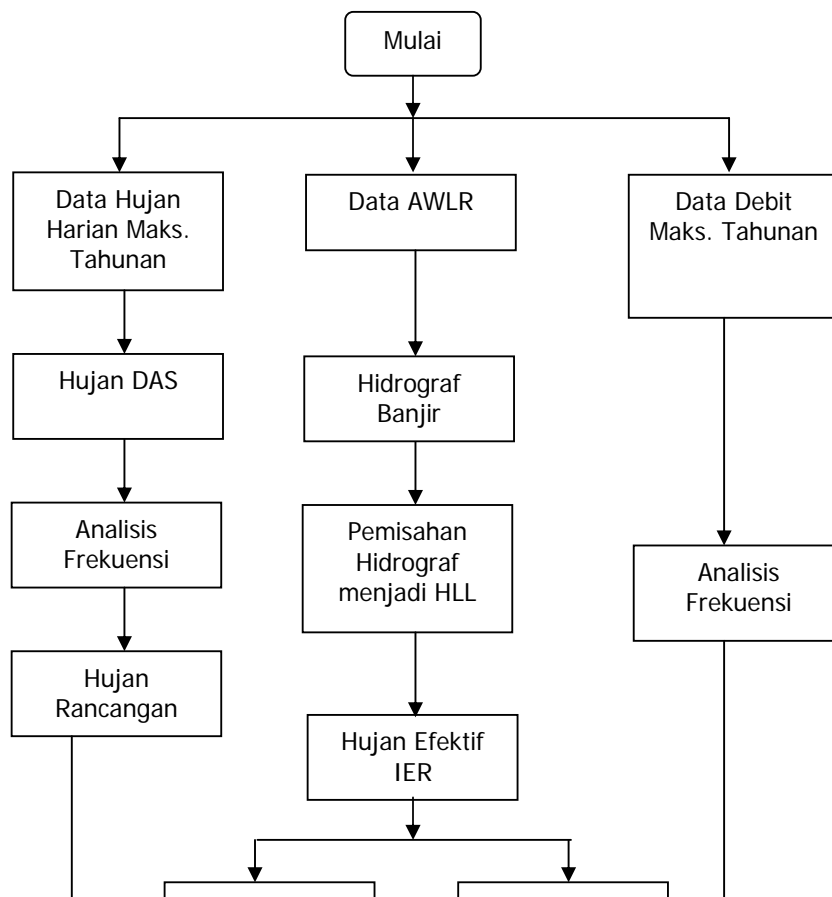 Mulai
Data Hujan
Harian Maks.
Tahunan
Data AWLR
Data Debit
Maks. Tahunan
Hujan DAS
Hidrograf
Banjir
Analisis
Frekuensi
Pemisahan
Hidrograf
menjadi HLL
Analisis
Frekuensi
Hujan
Rancangan
Hujan Efektif
IER